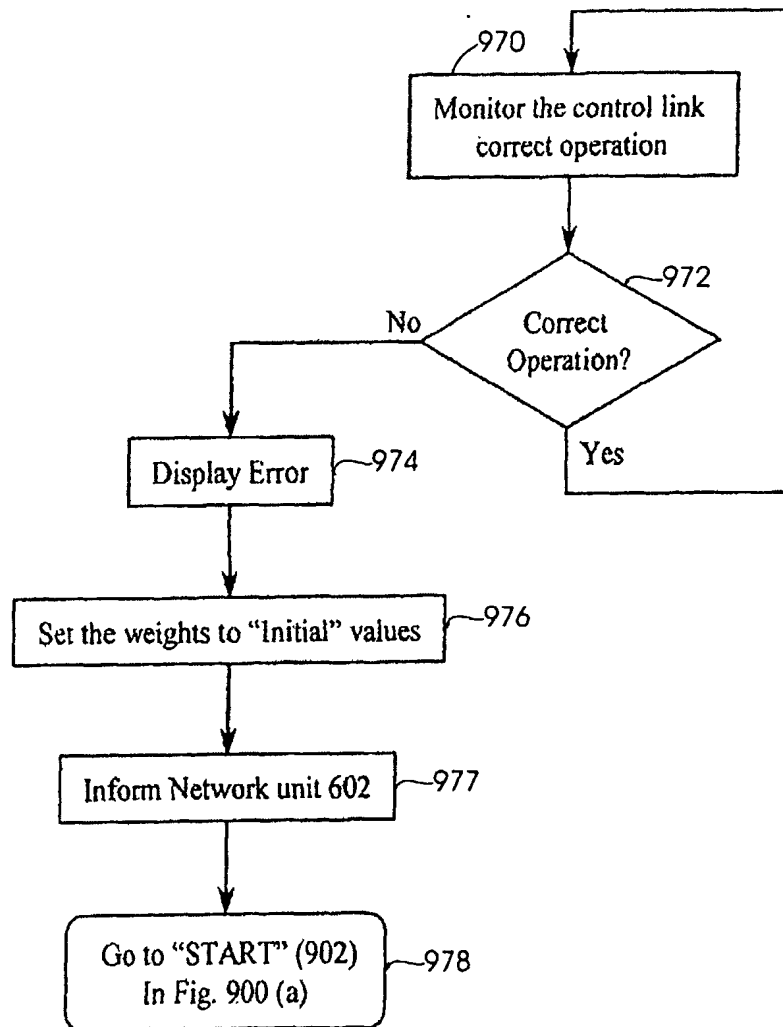 970
Monitor the control link
correct operation
972
No
Correct
Operation?
Yes
Display Error
974
Set the weights to “Initial” values
976
Inform Network unit 602
977
Go to “START” (902)
In Fig. 900 (a)
978